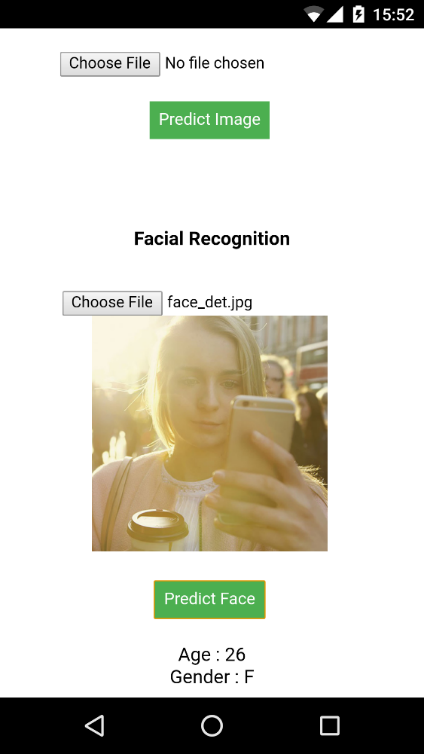 15:52
Choose File No file chosen
Predict Image
Facial Recognition
Choose File face_det.jpg
Predict Face
Age : 26
Gender : F